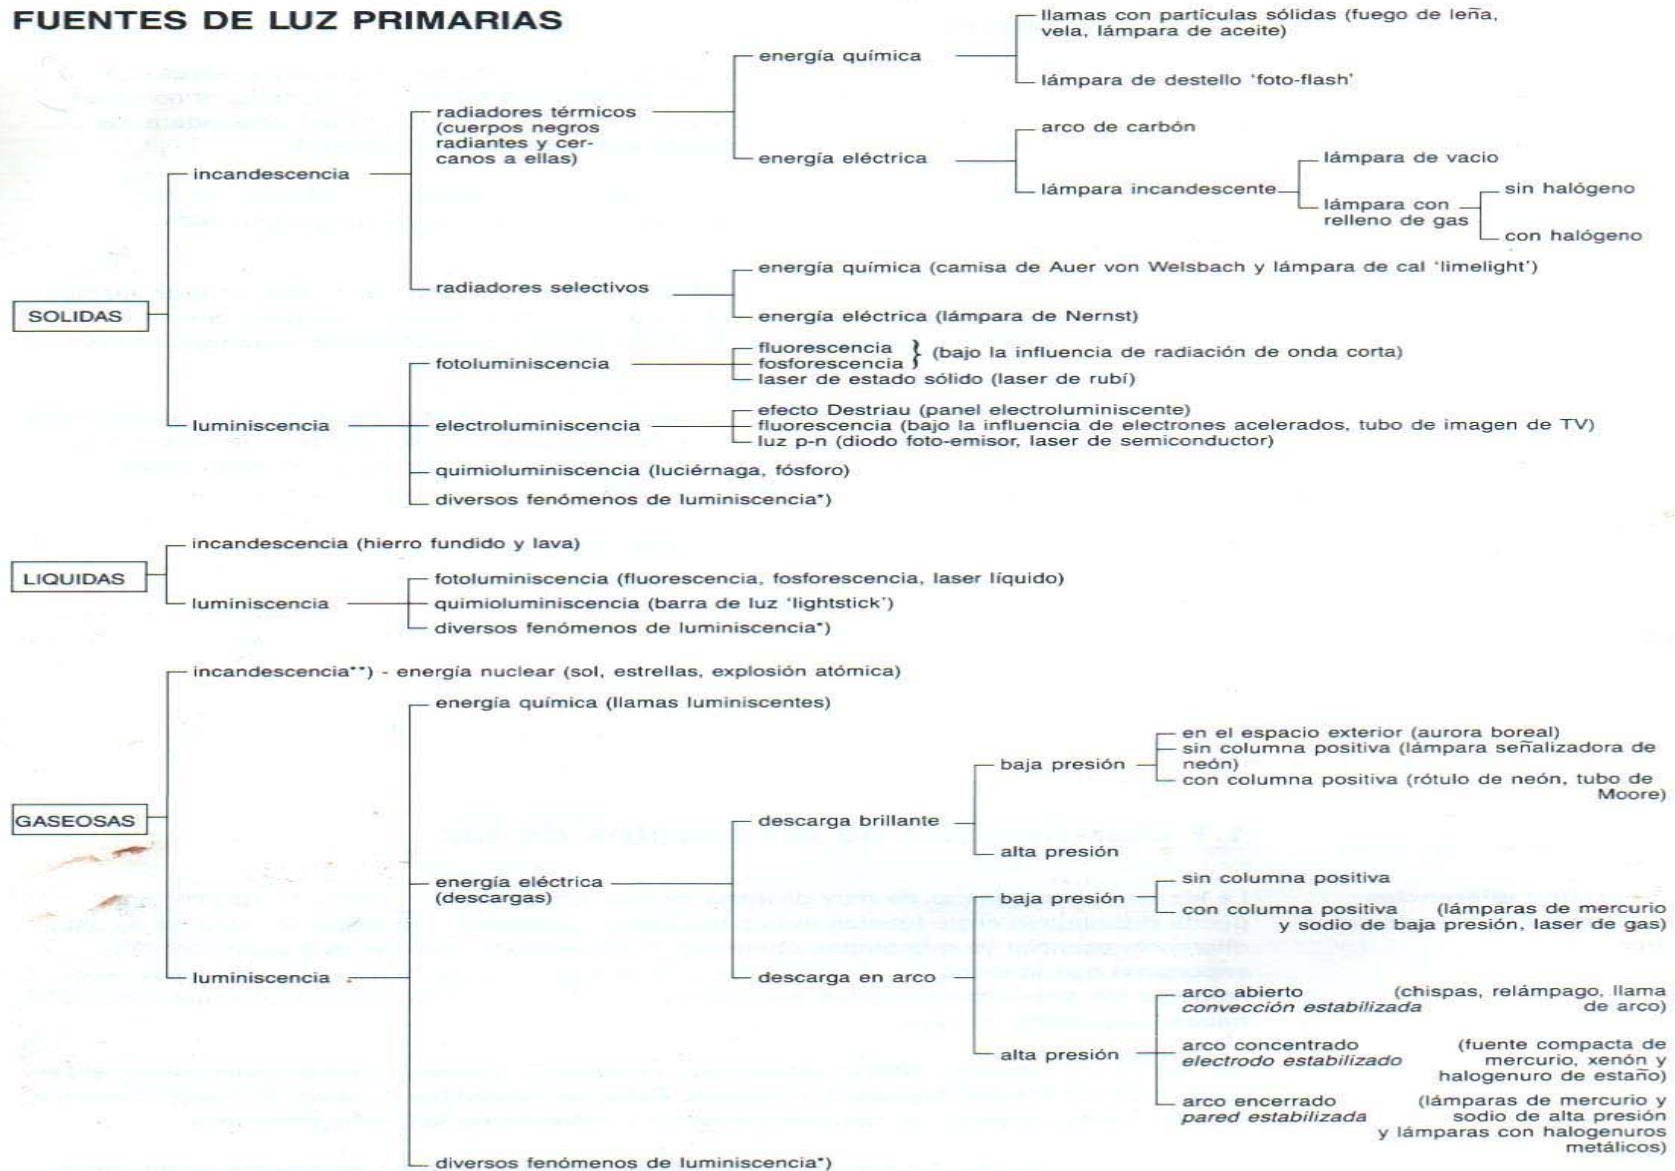 FUENTES DE LUZ PRIMARIAS
SOLIDAS
incandescencia
radiadores térmicos
(cuerpos negros
radiantes y cer-
canos a ellas)
energía química
llamas con partículas sólidas (fuego de leña,
vela, lámpara de aceite)
lámpara de destello ‘foto-flash’
energía eléctrica
arco de carbón
lámpara incandescente
lámpara de vacio
lámpara con
relleno de gas
sin halógeno
con halógeno
radiadores selectivos
energía química (camisa de Auer von Welsbach y lámpara de cal ‘limelight’)
energía eléctrica (lámpara de Nernst)
luminiscencia
fotoluminiscencia
fluorescencia
fosforescencia
} (bajo la influencia de radiación de onda corta)
laser de estado sólido (laser de rubí)
electroluminiscencia
efecto Destriau (panel electroluminiscente)
fluorescencia (bajo la influencia de electrones acelerados, tubo de imagen de TV)
luz p-n (diodo foto-emisor, laser de semiconductor)
quimioluminiscencia (luciérnaga, fósforo)
diversos fenómenos de luminiscencia*)
LIQUIDAS
incandescencia (hierro fundido y lava)
luminiscencia
fotoluminiscencia (fluorescencia, fosforescencia, laser líquido)
quimioluminiscencia (barra de luz ‘lightstick’)
diversos fenómenos de luminiscencia*)
GASEOSAS
incandescencia**) - energía nuclear (sol, estrellas, explosión atómica)
luminiscencia
energía química (llamas luminiscentes)
energía eléctrica
(descargas)
descarga brillante
baja presión
en el espacio exterior (aurora boreal)
sin columna positiva (lámpara señalizadora de
neón)
con columna positiva (rótulo de neón, tubo de
Moore)
alta presión
descarga en arco
baja presión
sin columna positiva
con columna positiva (lámparas de mercurio
y sodio de baja presión, laser de gas)
alta presión
arco abierto (chispas, relámpago, llama
convección estabilizada de arco)
arco concentrado (fuente compacta de
electrodo estabilizado mercurio, xenón y
halogenuro de estaño)
arco encerrado (lámparas de mercurio y
pared estabilizada sodio de alta presión
y lámparas con halogenuros
metálicos)
diversos fenómenos de luminiscencia*)